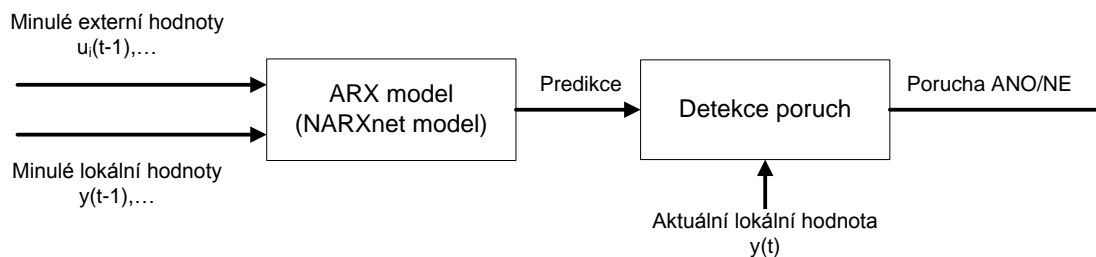 Minulé externí hodnoty
uᵢ(t-1),…
Minulé lokální hodnoty
y(t-1),…
ARX model
(NARXnet model)
Predikce
Detekce poruch
Porucha ANO/NE
Aktuální lokální hodnota
y(t)